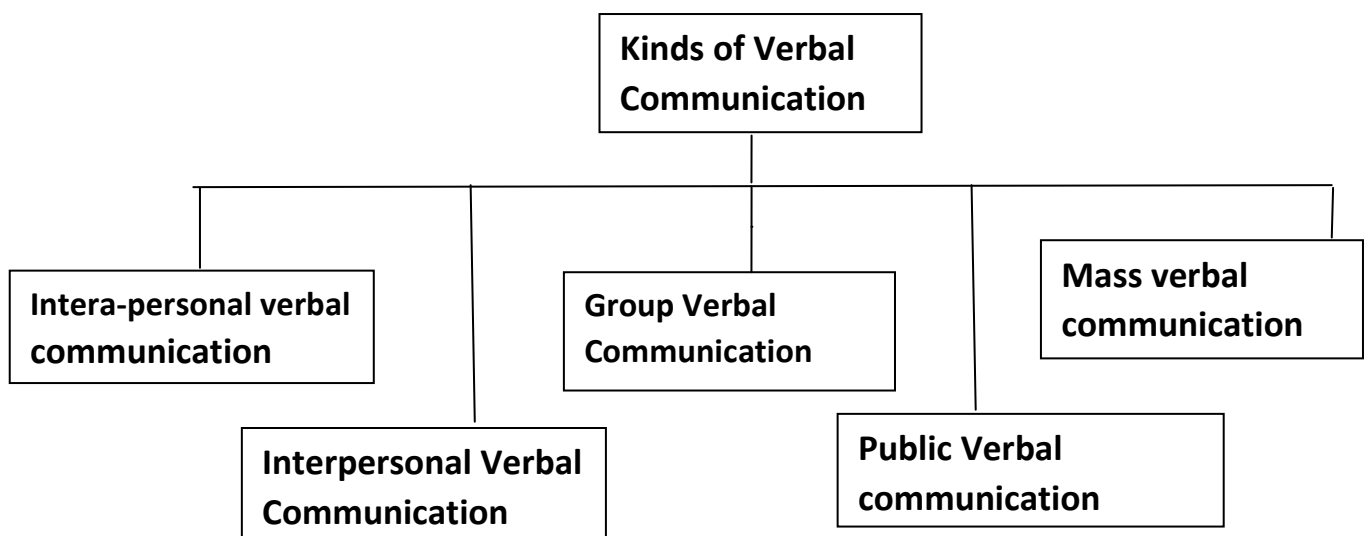 Kinds of Verbal
Communication
Intera-personal verbal
communication
Interpersonal Verbal
Communication
Group Verbal
Communication
Public Verbal
communication
Mass verbal
communication